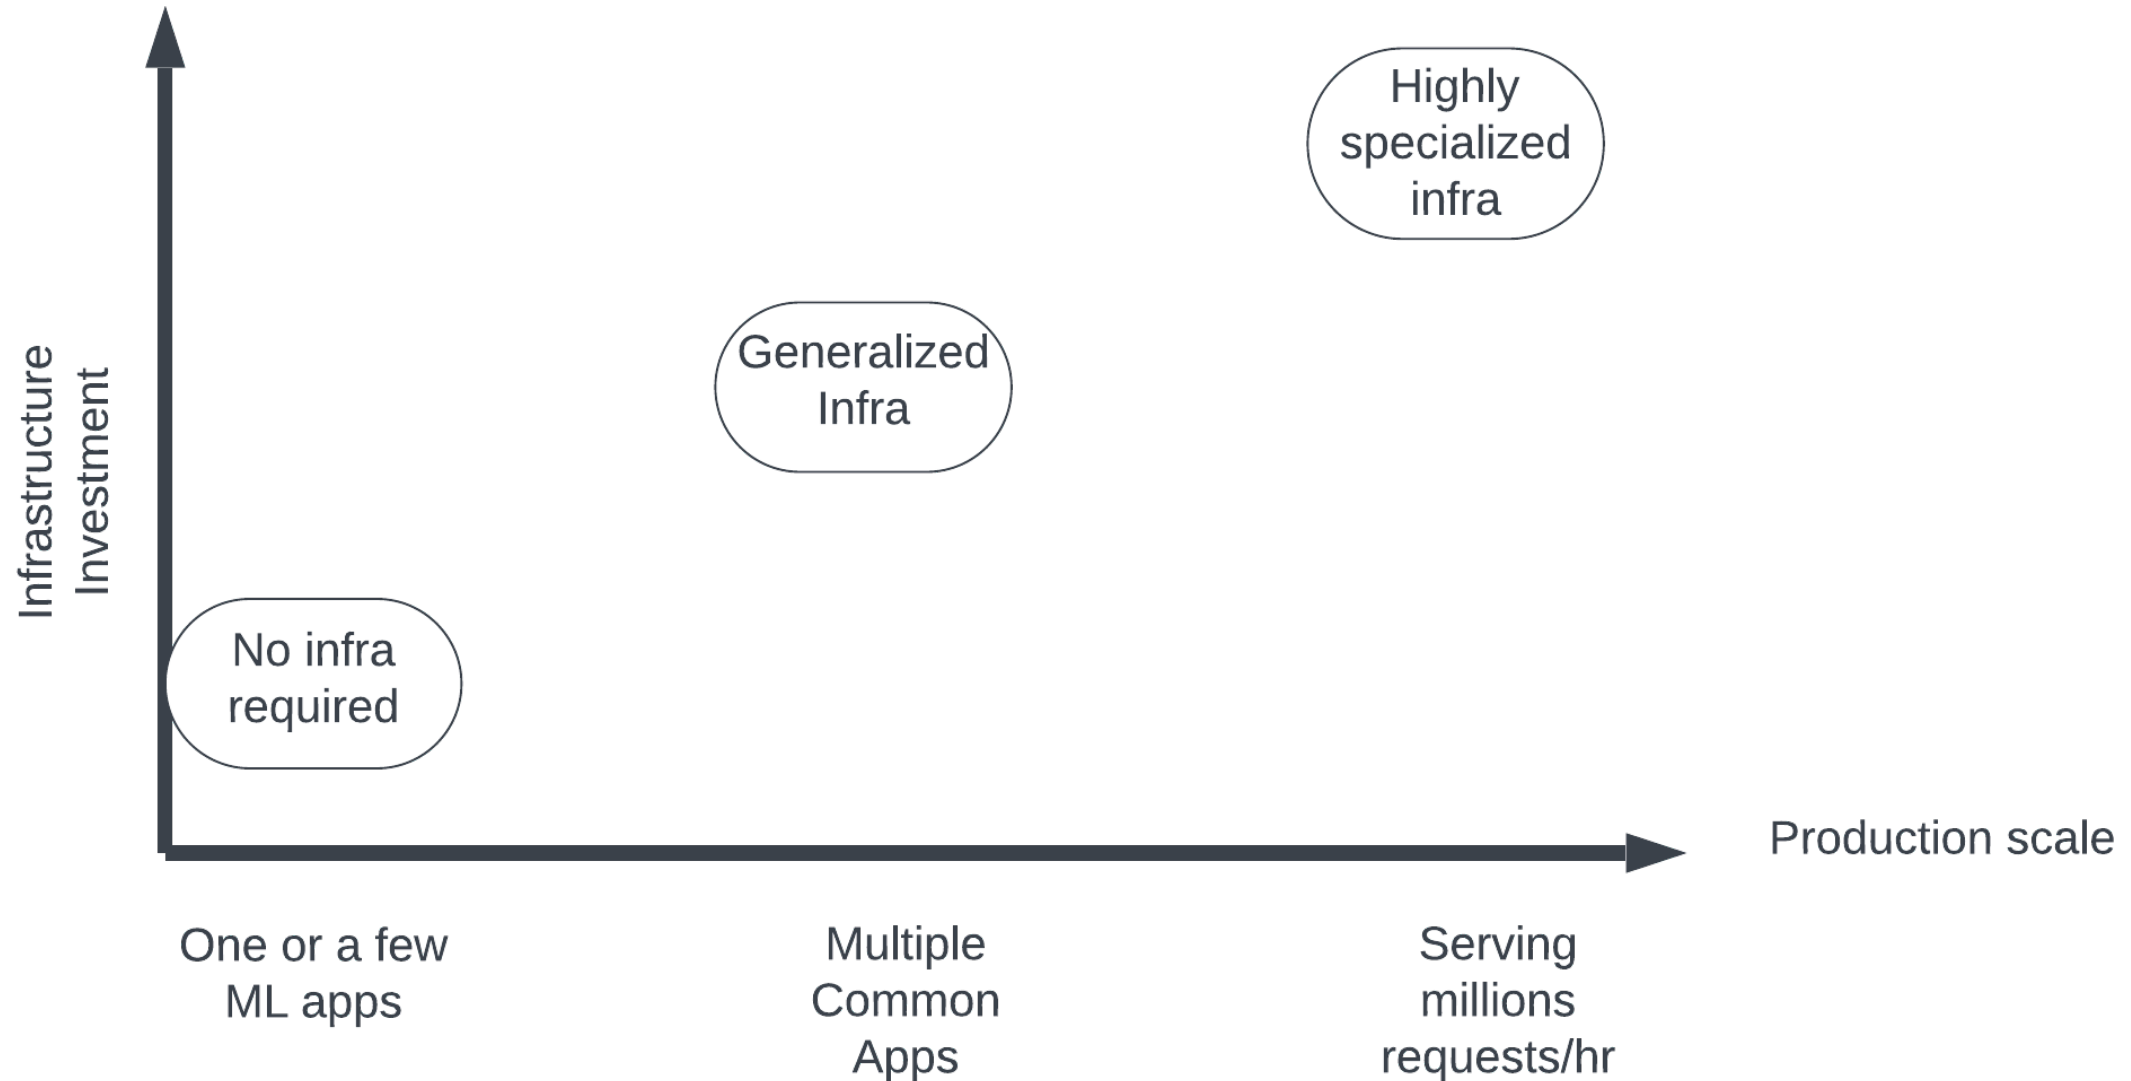 Highly
specialized
infra
Generalized
Infra
Infrastructure
Investment
No infra
required
Production scale
One or a few
ML apps
Multiple
Common
Apps
Serving
millions
requests/hr